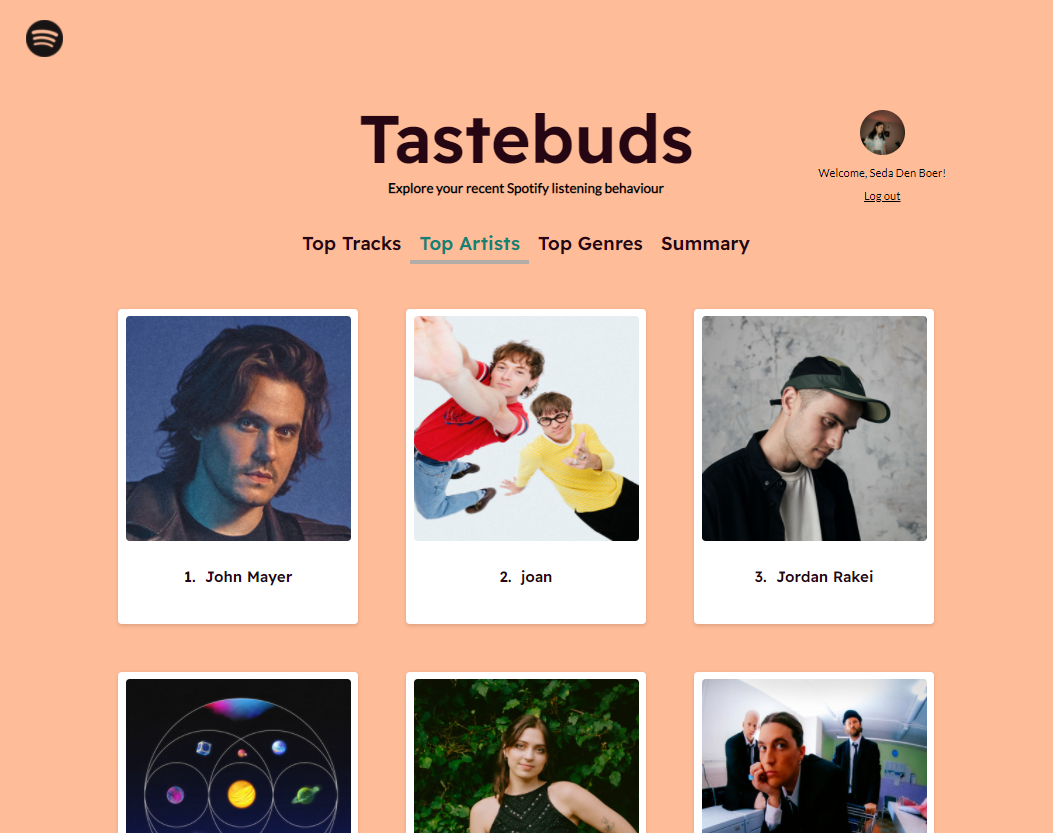 Tastebuds
Explore your recent Spotify listening behaviour
Welcome, Seda Den Boer!
Log out
Top Tracks Top Artists Top Genres Summary
1. John Mayer
2. joan
3. Jordan Rakei